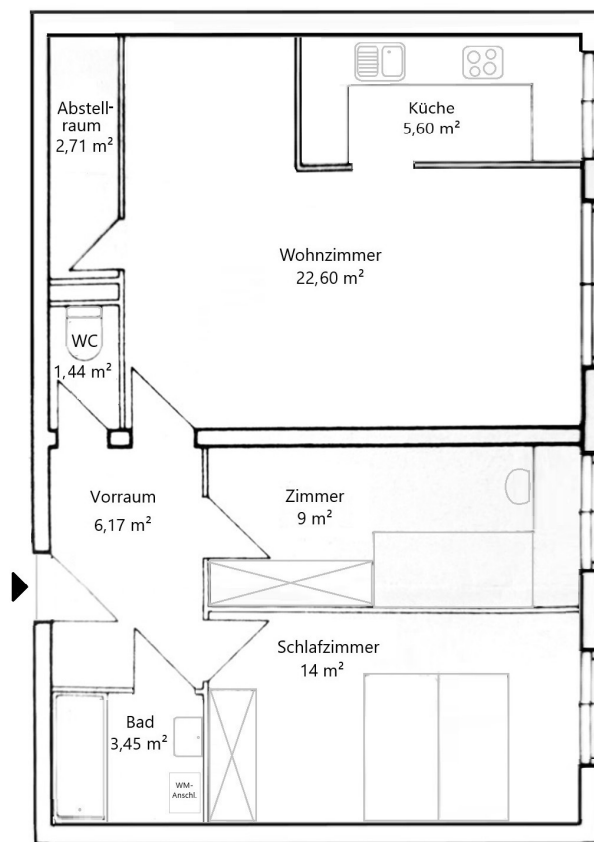 Abstell-
raum
2,71 m²
Küche
5,60 m²
Wohnzimmer
22,60 m²
WC
1,44 m²
Vorraum
6,17 m²
Zimmer
9 m²
Schlafzimmer
14 m²
Bad
3,45 m²
WM-
Anschl.